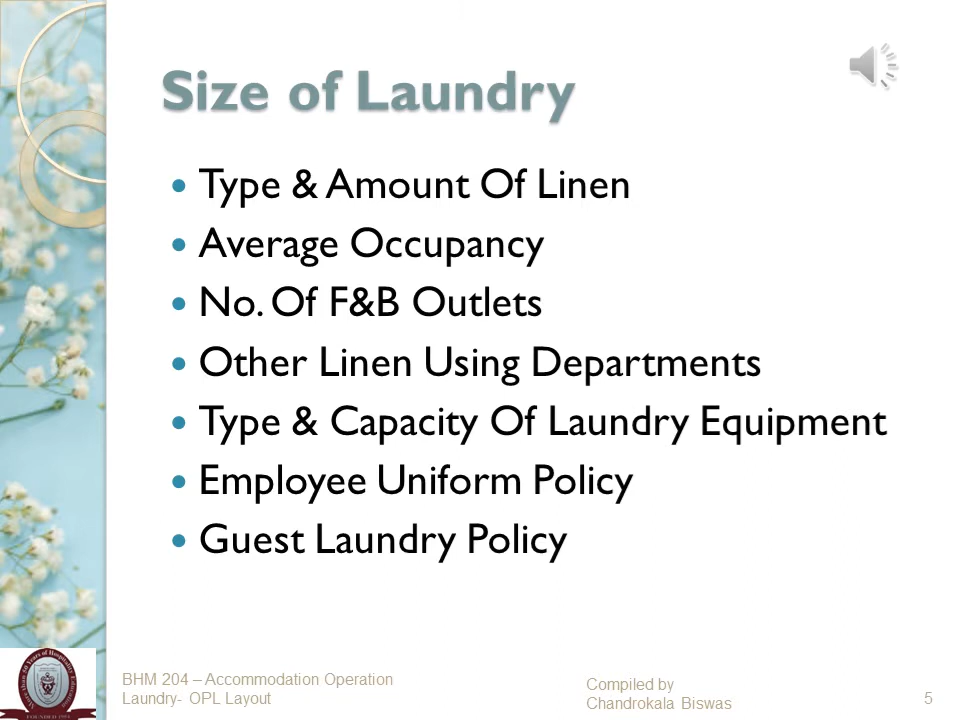 Size of Laundry
Type & Amount Of Linen
Average Occupancy
No. Of F&B Outlets
Other Linen Using Departments
Type & Capacity Of Laundry Equipment
Employee Uniform Policy
Guest Laundry Policy
BHM 204 – Accommodation Operation
Laundry- OPL Layout
Compiled by
Chandrokala Biswas
5